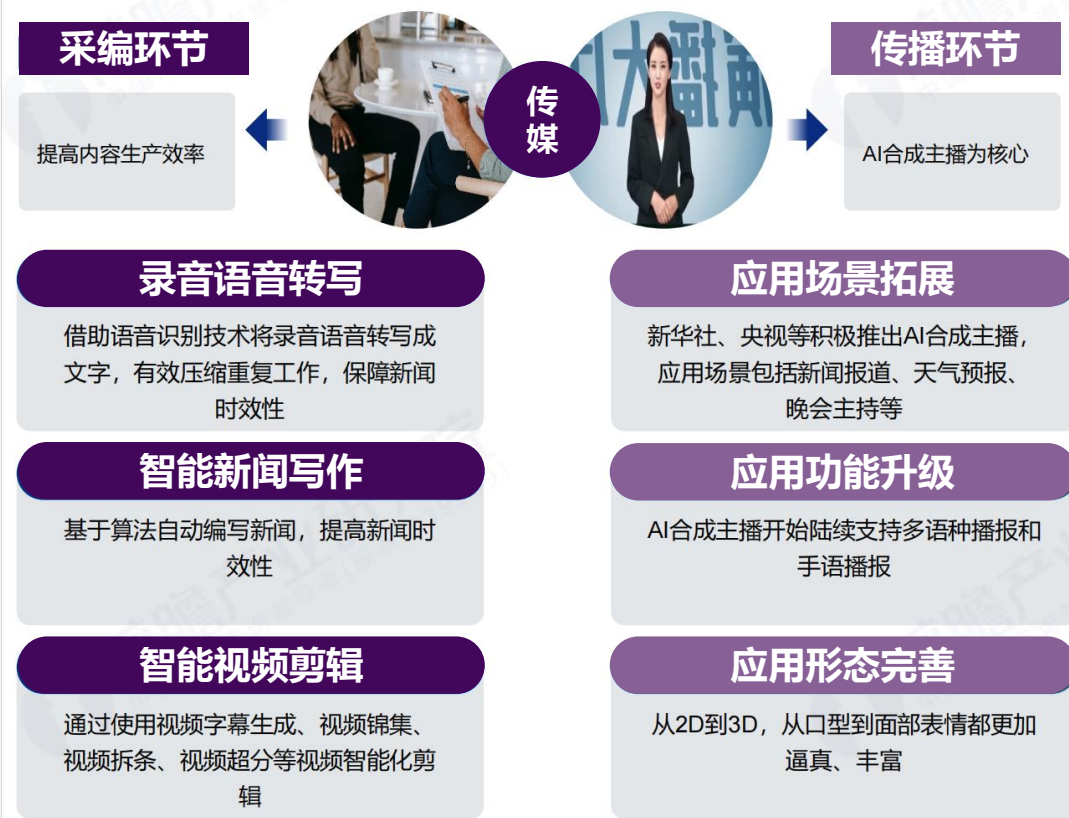 采编环节
传播环节
传媒
提高内容生产效率
AI合成主播为核心
录音语音转写
借助语音识别技术将录音语音转写成
文字，有效压缩重复工作，保障新闻
时效性
智能新闻写作
基于算法自动编写新闻，提高新闻时
效性
智能视频剪辑
通过使用视频字幕生成、视频锦集、
视频拆条、视频超分等视频智能化剪
辑
应用场景拓展
新华社、央视等积极推出AI合成主播，
应用场景包括新闻报道、天气预报、
晚会主持等
应用功能升级
AI合成主播开始陆续支持多语种播报和
手语播报
应用形态完善
从2D到3D，从口型到面部表情都更加
逼真、丰富